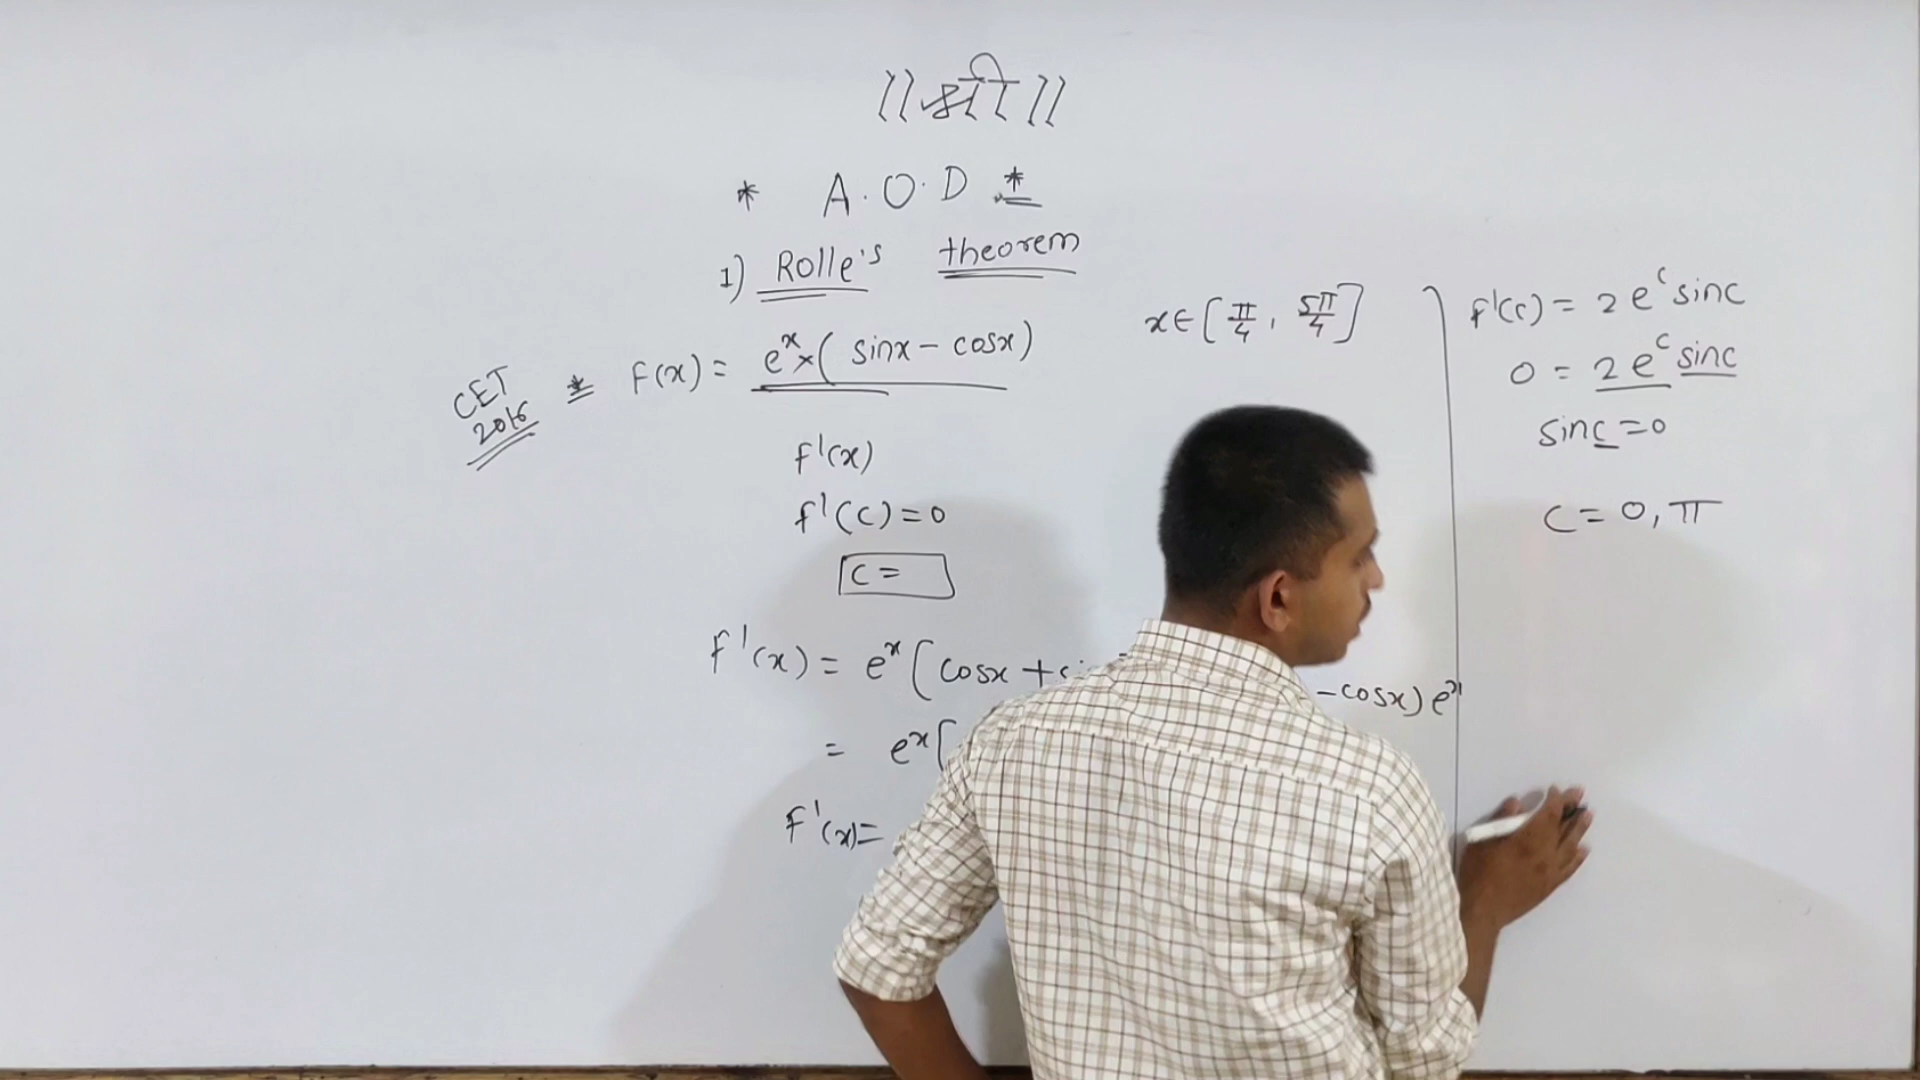 ||श्री||
* A.O.D *
1) Rolle's theorem
CET 2016 * f(x) = e^x × (sinx - cosx) x ∈ [π/4, 5π/4]
f'(x)
f'(c) = 0
c =
f'(x) = e^x (cosx + -cosx) e^x
= e^x (
f'(x) =
f'(c) = 2 e^c sinc
0 = 2 e^c sinc
sinc = 0
c = 0, π